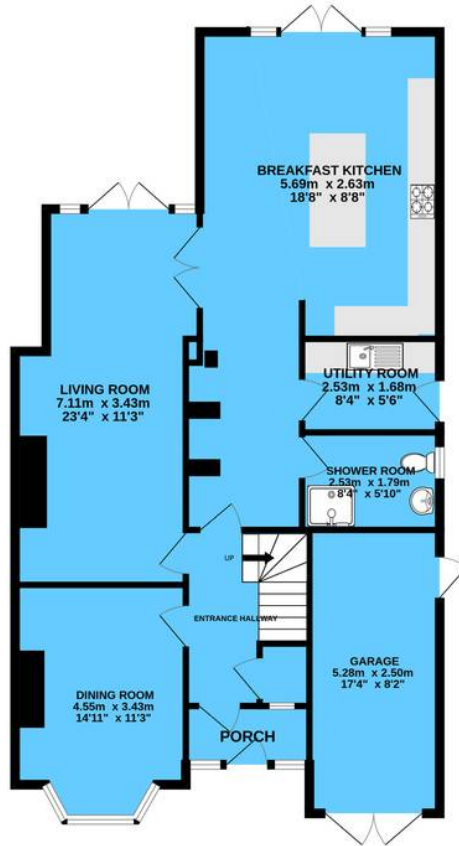 BREAKFAST KITCHEN
5.69m x 2.63m
18'8" x 8'8"
LIVING ROOM
7.11m x 3.43m
23'4" x 11'3"
UTILITY ROOM
2.53m x 1.68m
8'4" x 5'6"
SHOWER ROOM
2.53m x 1.79m
8'4" x 5'10"
UP
ENTRANCE HALLWAY
GARAGE
5.28m x 2.50m
17'4" x 8'2"
DINING ROOM
4.55m x 3.43m
14'11" x 11'3"
PORCH